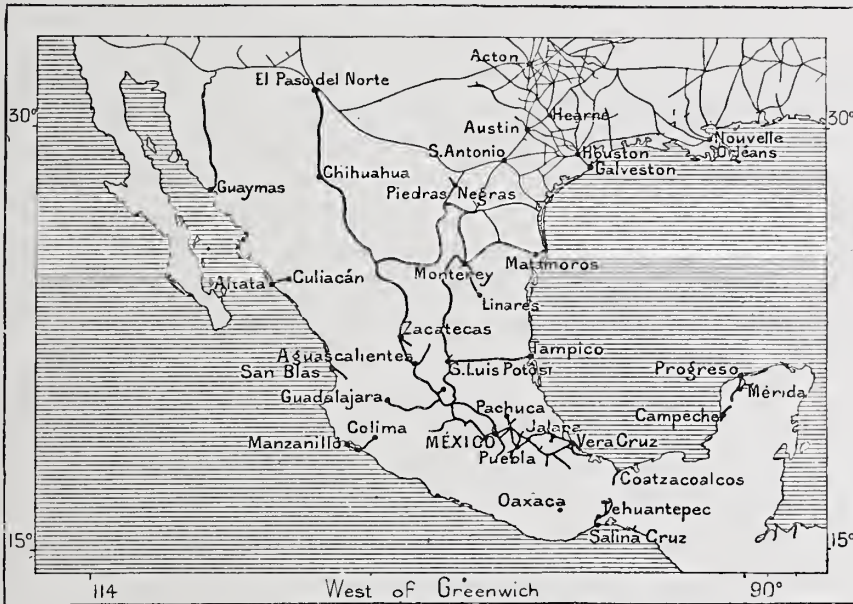 Acton
El Paso del Norte
30°
Hearne
30°
Austin
Nouvelle
Orléans
S. Antonio
Houston
Galveston
Chihuahua
Guaymas
Piedras Negras
Monterey
Matamoros
Altata
Culiacán
Linares
Zacatecas
Aguascalientes
Tampico
San Blas
G. Luis Potosi
Progreso
Mérida
Guadalajara
Pachuca
Campeche
Colima
Jalapa
Manzanillo
MÉXICO
Vera Cruz
Puebla
Coatzacoalcos
Oaxaca
Tehuantepec
Salina Cruz
15°
15°
114
West of Greenwich
90°